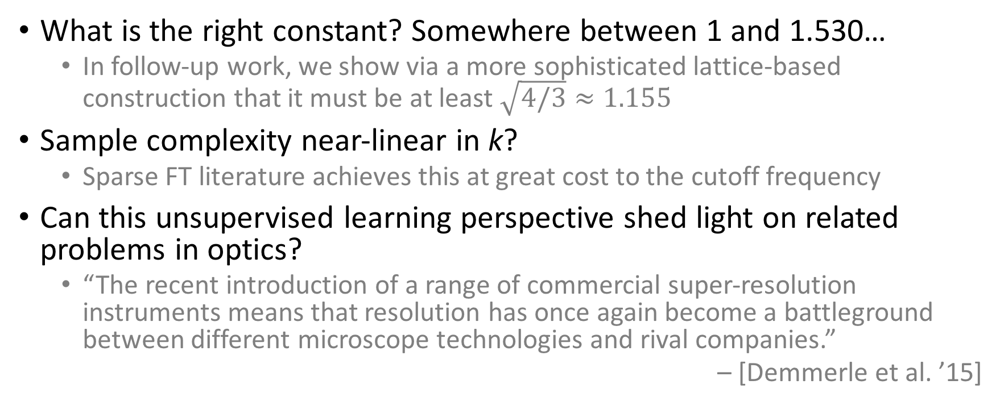 • What is the right constant? Somewhere between 1 and 1.530…
• In follow-up work, we show via a more sophisticated lattice-based
construction that it must be at least √4/3 ≈ 1.155
• Sample complexity near-linear in k?
• Sparse FT literature achieves this at great cost to the cutoff frequency
• Can this unsupervised learning perspective shed light on related
problems in optics?
• “The recent introduction of a range of commercial super-resolution
instruments means that resolution has once again become a battleground
between different microscope technologies and rival companies.”
– [Demmerle et al. ’15]